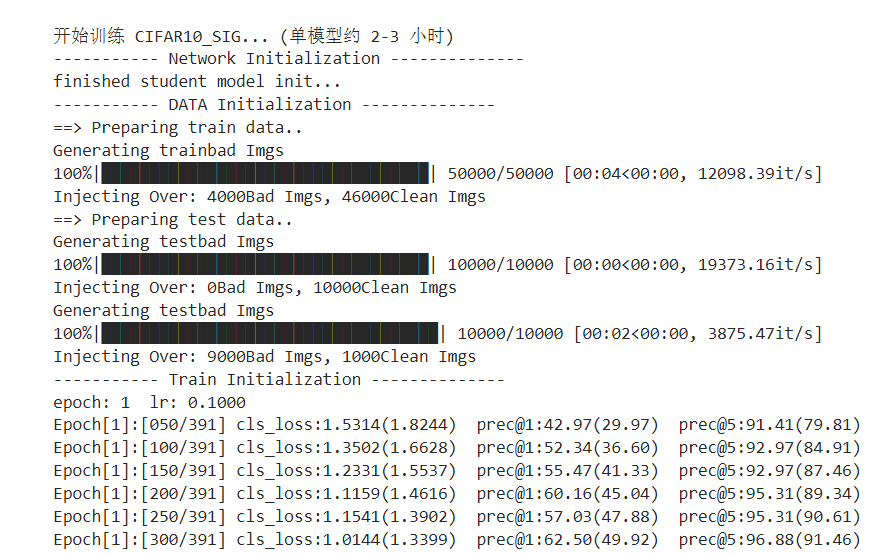 开始训练 CIFAR10_SIG... (单模型约 2-3 小时)
----------- Network Initialization --------------
finished student model init...
----------- DATA Initialization --------------
==> Preparing train data..
Generating trainbad Imgs
100%|██████████████████████████████████| 50000/50000 [00:04<00:00, 12098.39it/s]
Injecting Over: 4000Bad Imgs, 46000Clean Imgs
==> Preparing test data..
Generating testbad Imgs
100%|██████████████████████████████████| 10000/10000 [00:00<00:00, 19373.16it/s]
Injecting Over: 0Bad Imgs, 10000Clean Imgs
Generating testbad Imgs
100%|███████████████████████████████████| 10000/10000 [00:02<00:00, 3875.47it/s]
Injecting Over: 9000Bad Imgs, 1000Clean Imgs
----------- Train Initialization --------------
epoch: 1  lr: 0.1000
Epoch[1]:[050/391] cls_loss:1.5314(1.8244)  prec@1:42.97(29.97)  prec@5:91.41(79.81)
Epoch[1]:[100/391] cls_loss:1.3502(1.6628)  prec@1:52.34(36.60)  prec@5:92.97(84.91)
Epoch[1]:[150/391] cls_loss:1.2331(1.5537)  prec@1:55.47(41.33)  prec@5:92.97(87.46)
Epoch[1]:[200/391] cls_loss:1.1159(1.4616)  prec@1:60.16(45.04)  prec@5:95.31(89.34)
Epoch[1]:[250/391] cls_loss:1.1541(1.3902)  prec@1:57.03(47.88)  prec@5:95.31(90.61)
Epoch[1]:[300/391] cls_loss:1.0144(1.3399)  prec@1:62.50(49.92)  prec@5:96.88(91.46)